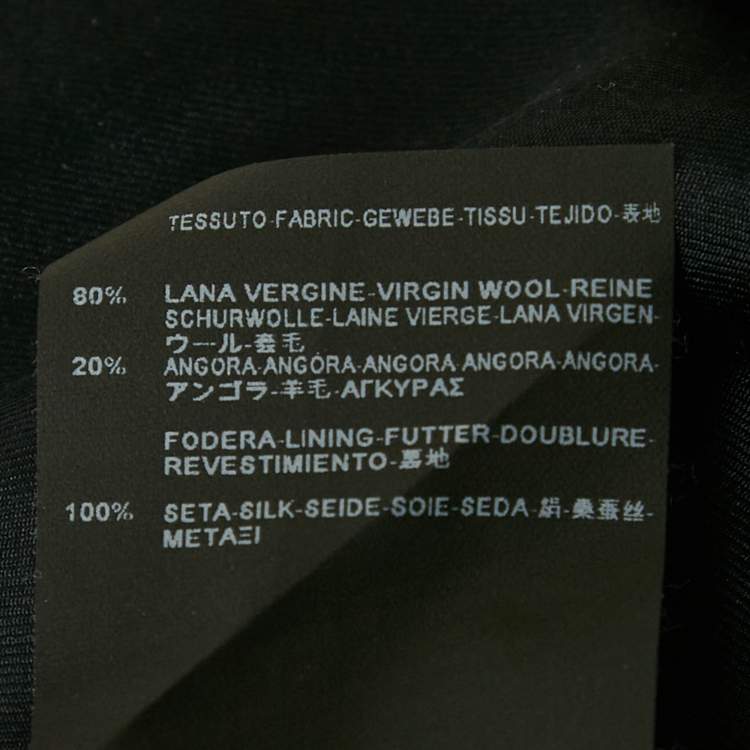 TESSUTO-FABRIC-GEWEBE-TISSU-TEJIDO-表地
80% LANA VERGINE-VIRGIN WOOL-REINE
SCHURWOLLE-LAINE VIERGE-LANA VIRGEN-
ウール-套毛
20% ANGORA-ANGÓRA-ANGORA ANGORA-ANGORA-
アンゴラ-羊毛-ΑΓΚΥΡΑΣ
FODERA-LINING-FUTTER-DOUBLURE-
REVESTIMIENTO-裏地
100% SETA-SILK-SEIDE-SOIE-SEDA-絹-桑蚕丝-
ΜΕΤΑΞΙ